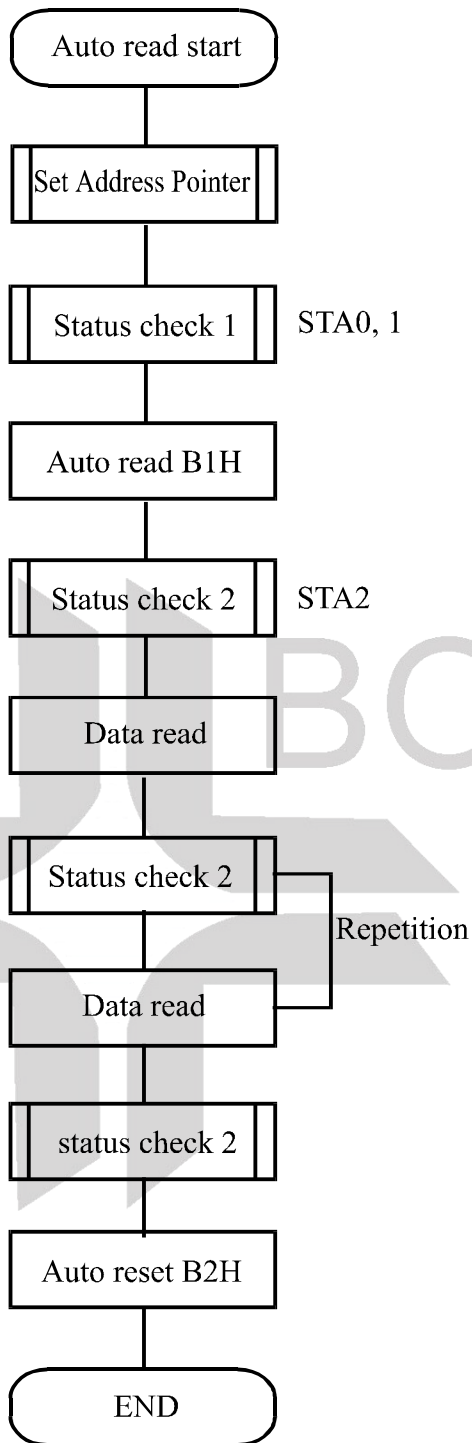 Auto read start
Set Address Pointer
Status check 1
STA0, 1
Auto read B1H
Status check 2
STA2
BO
Data read
Status check 2
Repetition
Data read
status check 2
Auto reset B2H
END